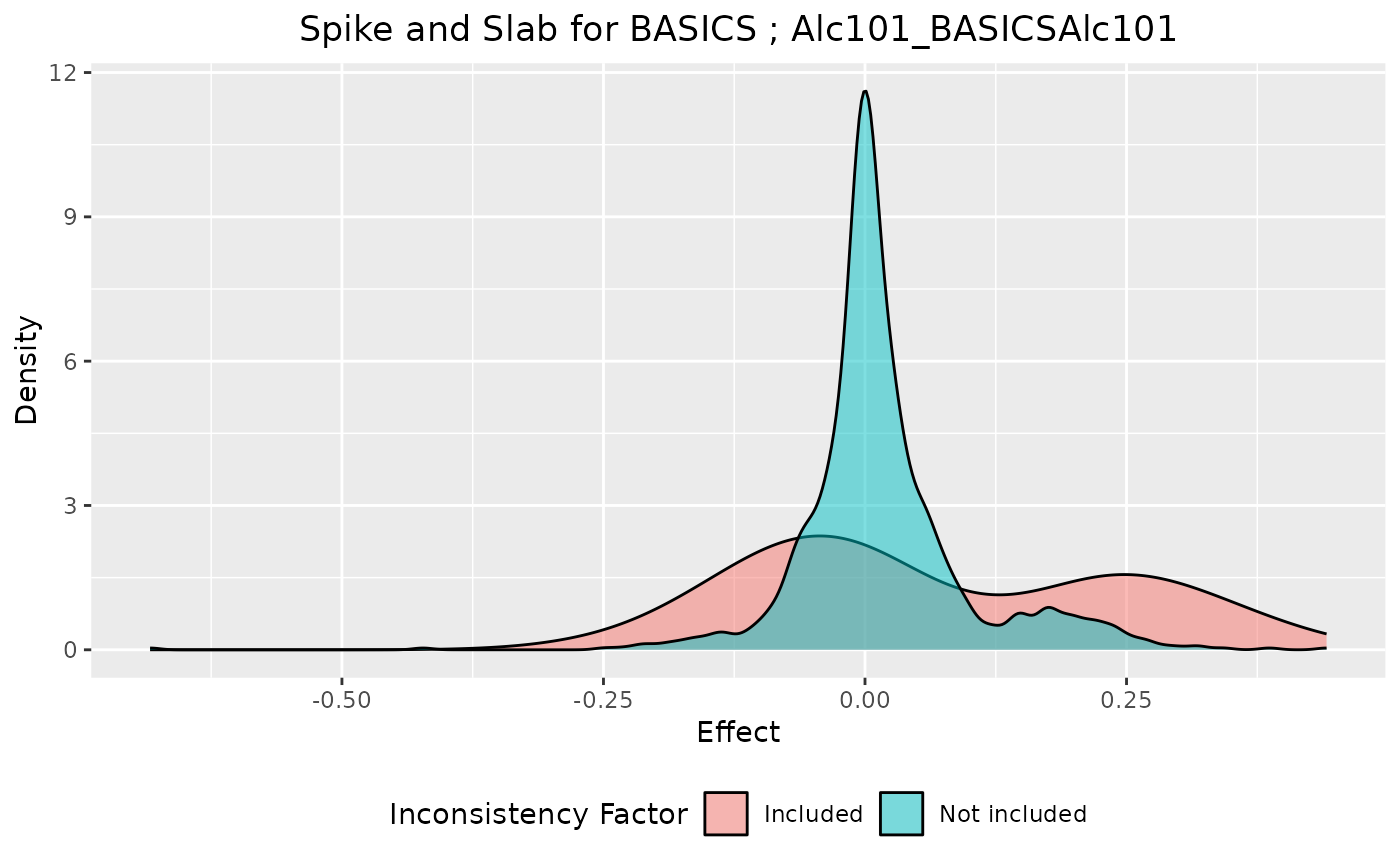 Spike and Slab for BASICS ; Alc101_BASICSAlc101
12
9
6
3
0
Density
-0.50 -0.25 0.00 0.25
Effect
Inconsistency Factor Included Not included